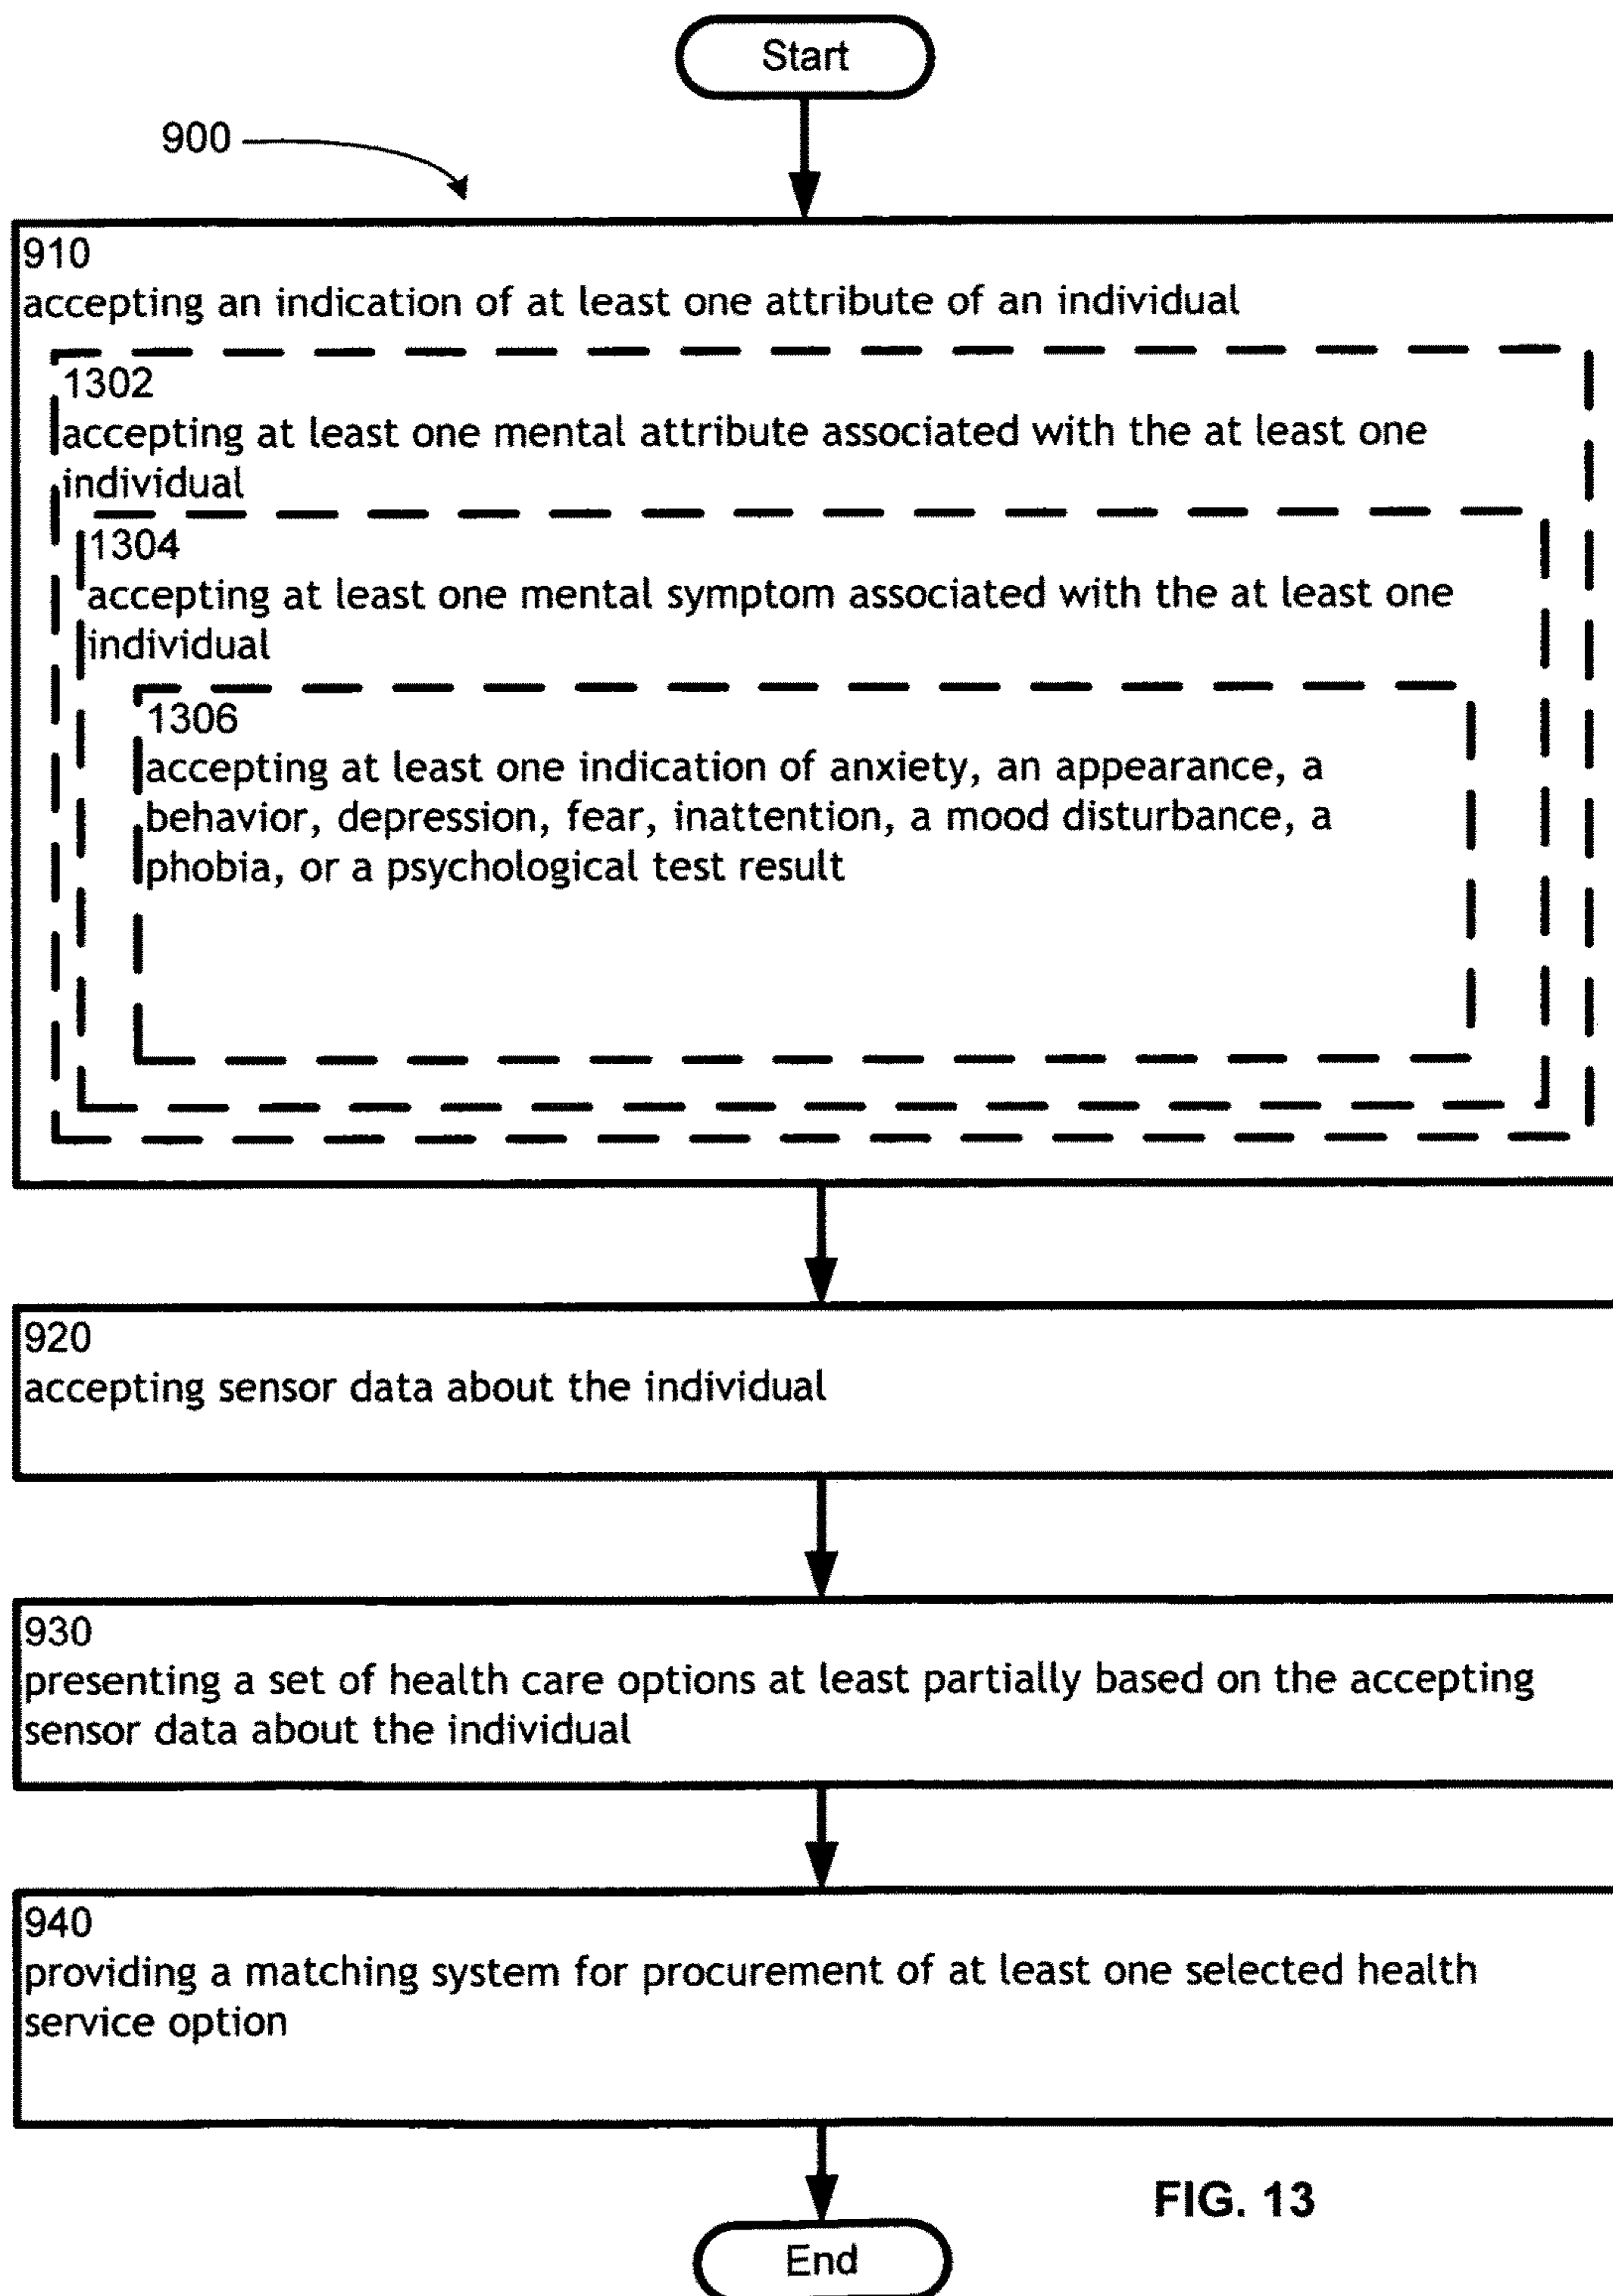 Start
900
910
accepting an indication of at least one attribute of an individual
1302
accepting at least one mental attribute associated with the at least one
individual
1304
accepting at least one mental symptom associated with the at least one
individual
1306
accepting at least one indication of anxiety, an appearance, a
behavior, depression, fear, inattention, a mood disturbance, a
phobia, or a psychological test result
920
accepting sensor data about the individual
930
presenting a set of health care options at least partially based on the accepting
sensor data about the individual
940
providing a matching system for procurement of at least one selected health
service option
FIG. 13
End